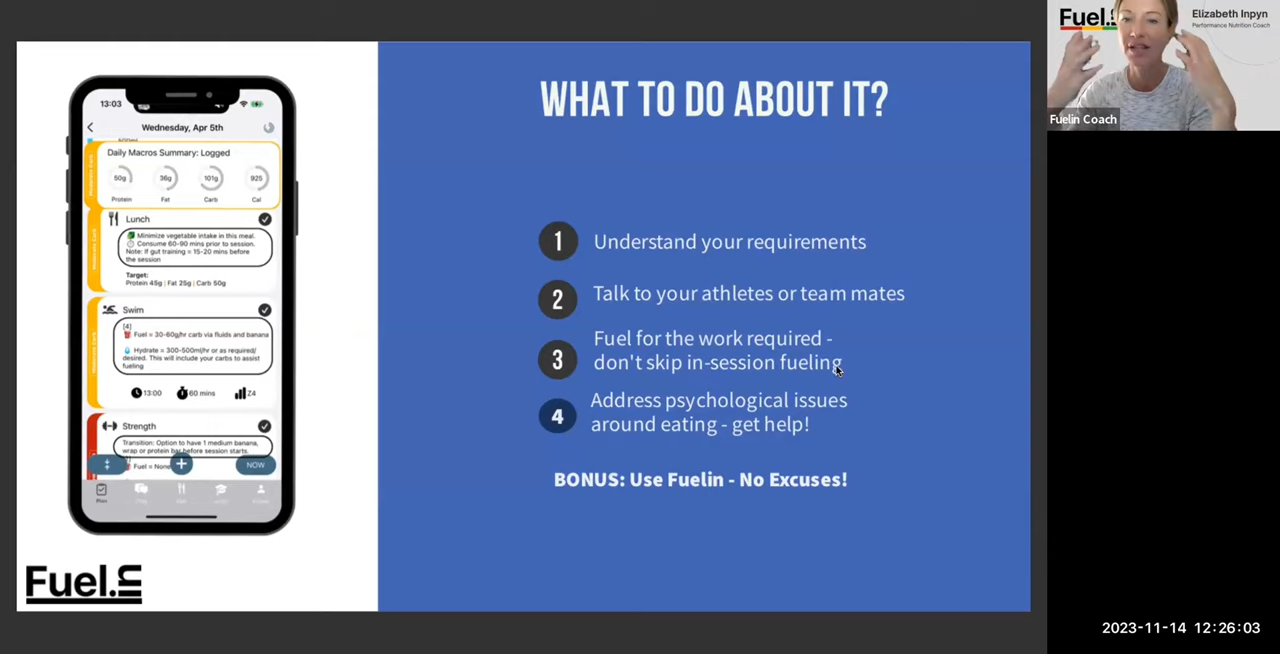 13:03
Wednesday, Apr 5th
Daily Macros Summary: Logged
50g
36g
101g
925
Protein
Fat
Carb
Cal
Lunch
Minimize vegetable intake in this meal.
Consume 60-90 mins prior to session.
Note: If gut training = 15-20 mins before
the session
Target:
Protein 45g | Fat 25g | Carb 50g
Swim
[4]
Fuel = 30-60g/hr carb via fluids and banana
Hydrate = 300-500ml/hr or as required/
desired. This will include your carbs to assist
fueling
13:00
60 mins
Z4
Strength
Transition: Option to have 1 medium banana,
wrap or protein bar before session starts.
Fuel = None
NOW
Plan
Fuel.in
WHAT TO DO ABOUT IT?
1 Understand your requirements
2 Talk to your athletes or team mates
3 Fuel for the work required -
don't skip in-session fueling
4 Address psychological issues
around eating - get help!
BONUS: Use Fuelin - No Excuses!
Fuel.
Elizabeth Inpyn
Performance Nutrition Coach
Fuelin Coach
2023-11-14 12:26:03